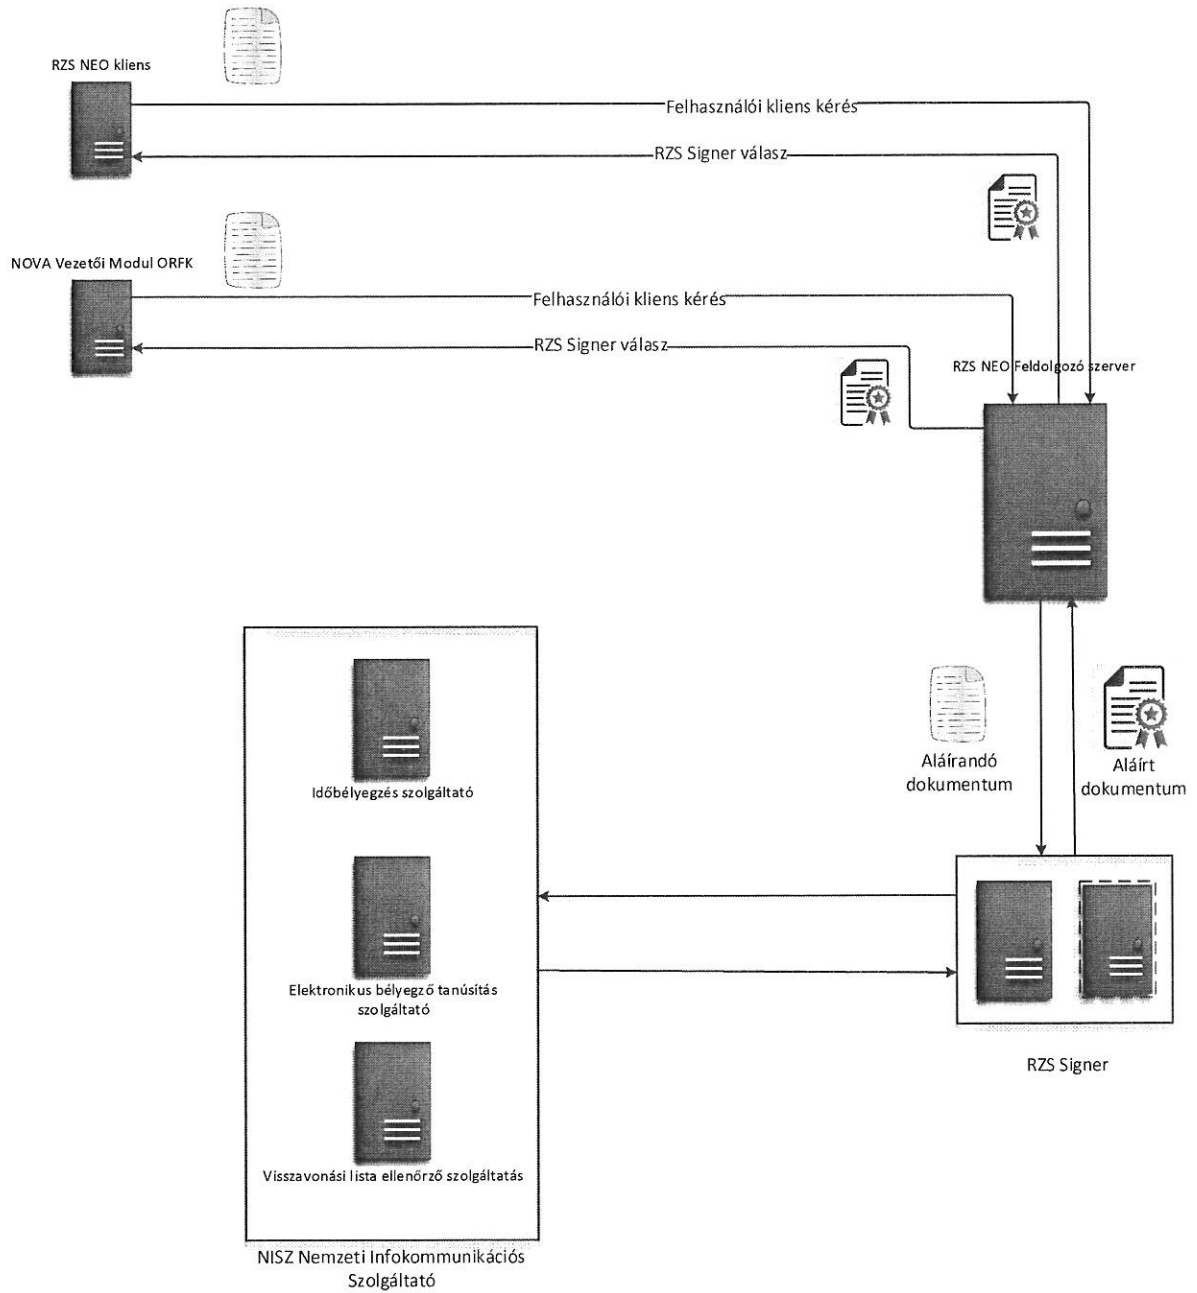 RZS NEO kliens
Felhasználói kliens kérés
RZS Signer válasz
NOVA Vezetői Modul ORFK
Felhasználói kliens kérés
RZS Signer válasz
RZS NEO Feldolgozó szerver
Aláírandó
dokumentum
Aláírt
dokumentum
Időbélyegzés szolgáltató
Elektronikus bélyegző tanúsítás
szolgáltató
Visszavonási lista ellenőrző szolgáltatás
RZS Signer
NISZ Nemzeti Infokommunikációs
Szolgáltató